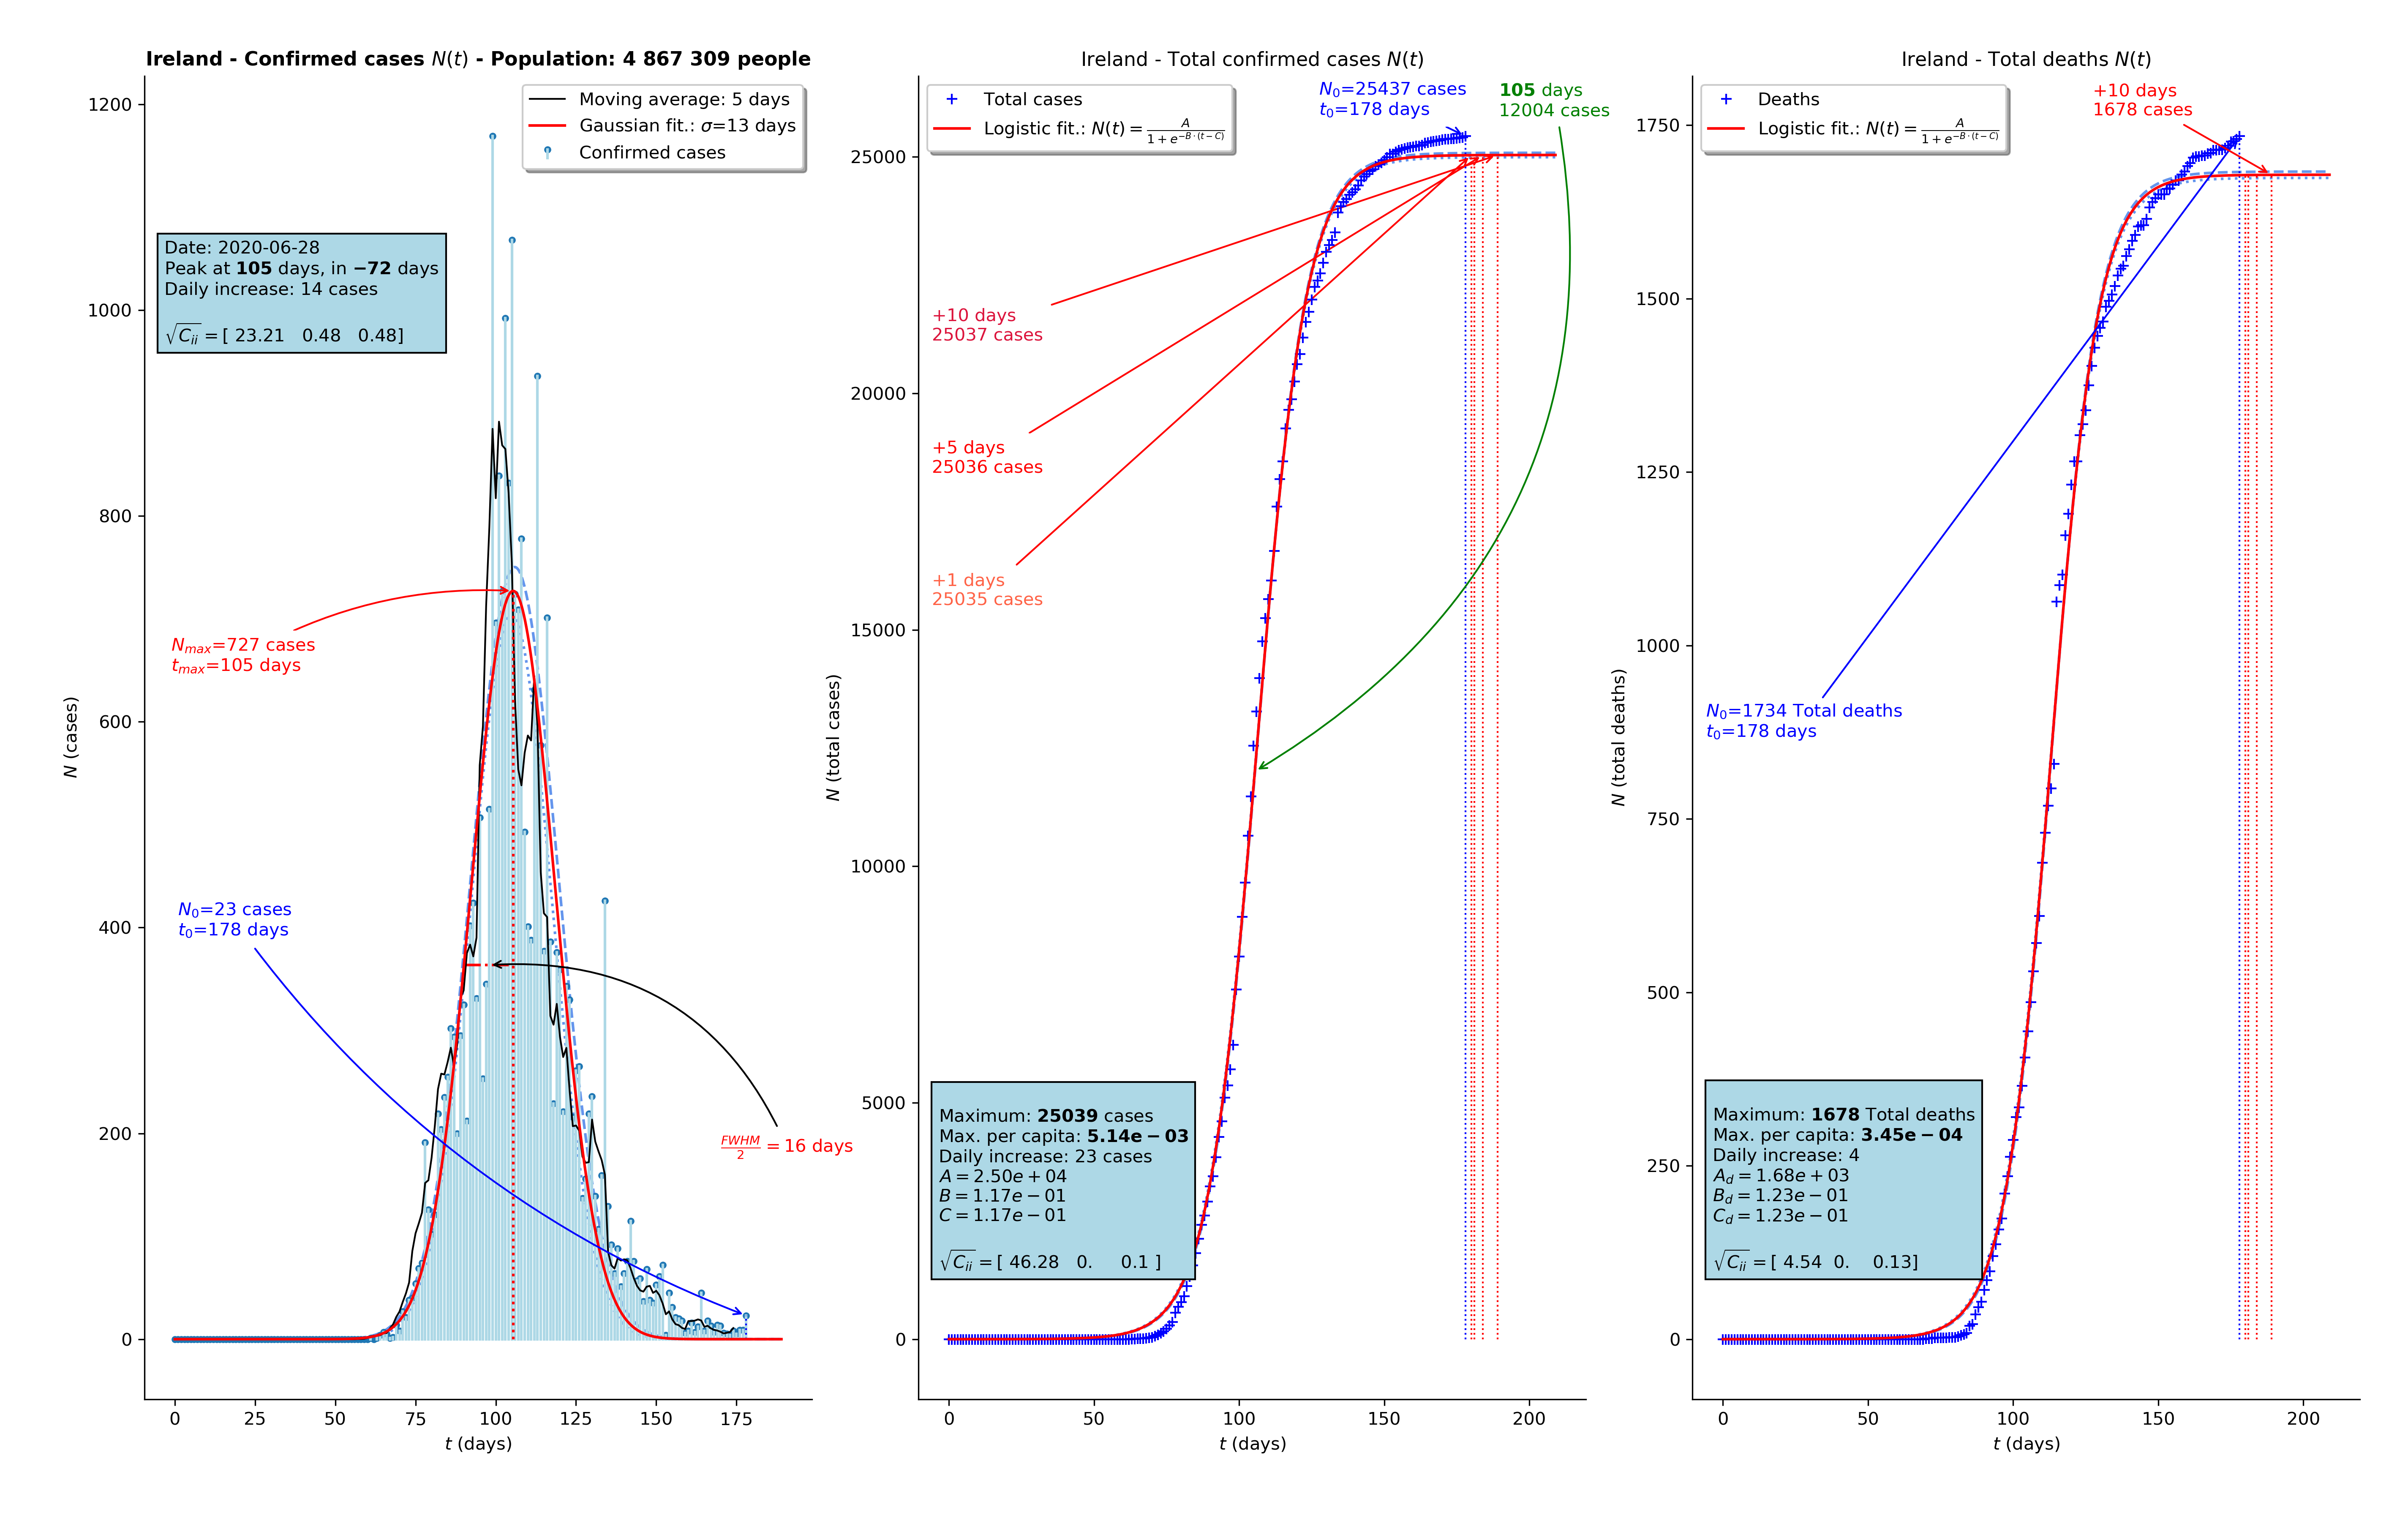 Ireland - Confirmed cases N(t) - Population: 4 867 309 people
Moving average: 5 days
Gaussian fit.: σ=13 days
Confirmed cases
Date: 2020-06-28
Peak at 105 days, in −72 days
Daily increase: 14 cases
√C_ii = [ 23.21 0.48 0.48]
N_max=727 cases
t_max=105 days
N_0=23 cases
t_0=178 days
FWHM/2 = 16 days
N (cases)
1200
1000
800
600
400
200
0
0 25 50 75 100 125 150 175
t (days)
Ireland - Total confirmed cases N(t)
Total cases
Logistic fit.: N(t) = A/(1 + e^{−B·(t−C)})
N_0=25437 cases
t_0=178 days
105 days
12004 cases
+10 days
25037 cases
+5 days
25036 cases
+1 days
25035 cases
Maximum: 25039 cases
Max. per capita: 5.14e − 03
Daily increase: 23 cases
A = 2.50e + 04
B = 1.17e − 01
C = 1.17e − 01
√C_ii = [ 46.28 0. 0.1 ]
N (total cases)
25000
20000
15000
10000
5000
0
0 50 100 150 200
t (days)
Ireland - Total deaths N(t)
Deaths
Logistic fit.: N(t) = A/(1 + e^{−B·(t−C)})
+10 days
1678 cases
N_0=1734 Total deaths
t_0=178 days
Maximum: 1678 Total deaths
Max. per capita: 3.45e − 04
Daily increase: 4
A_d = 1.68e + 03
B_d = 1.23e − 01
C_d = 1.23e − 01
√C_ii = [ 4.54 0. 0.13]
N (total deaths)
1750
1500
1250
1000
750
500
250
0
0 50 100 150 200
t (days)